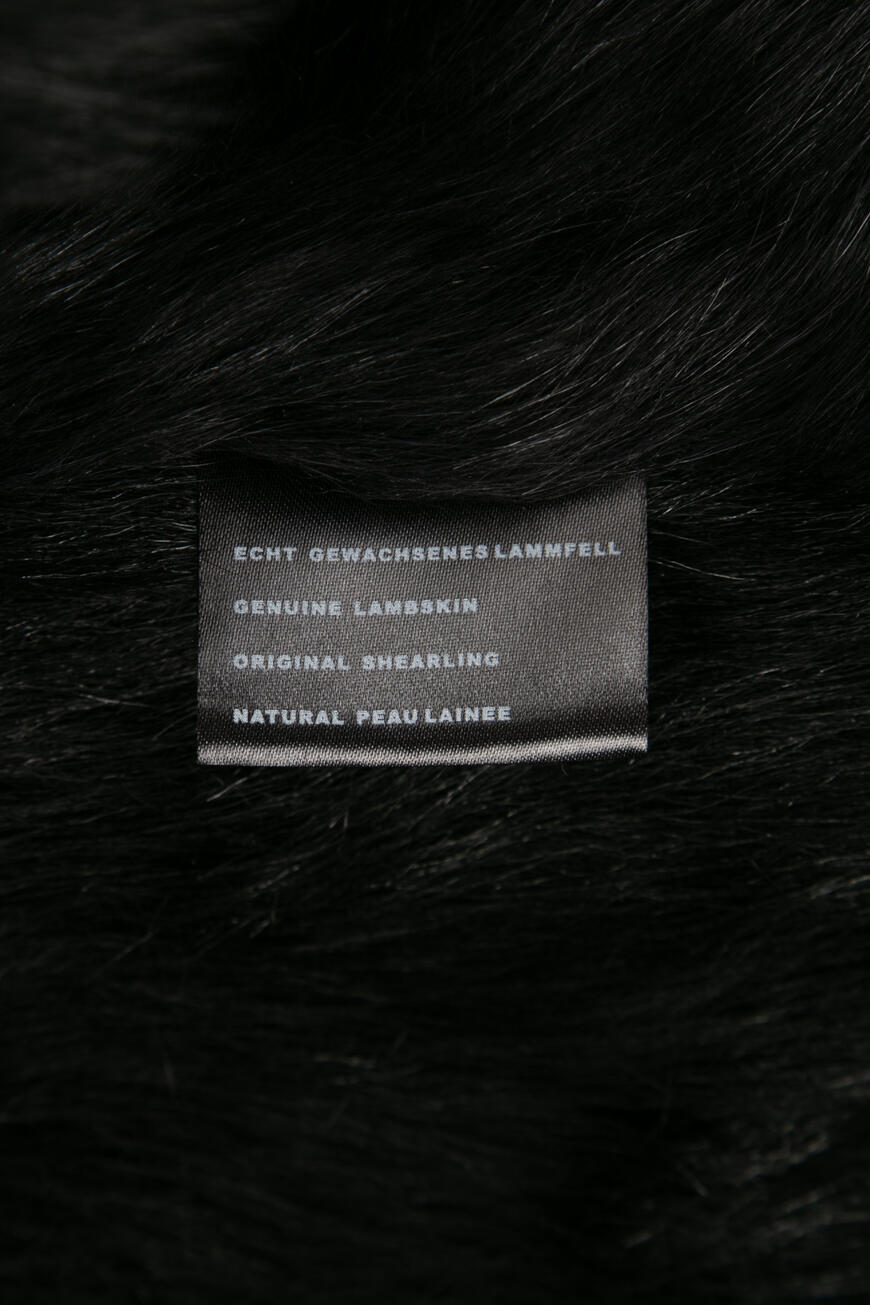 ECHT GEWACHSENES LAMMFELL
GENUINE LAMBSKIN
ORIGINAL SHEARLING
NATURAL PEAU LAINEE